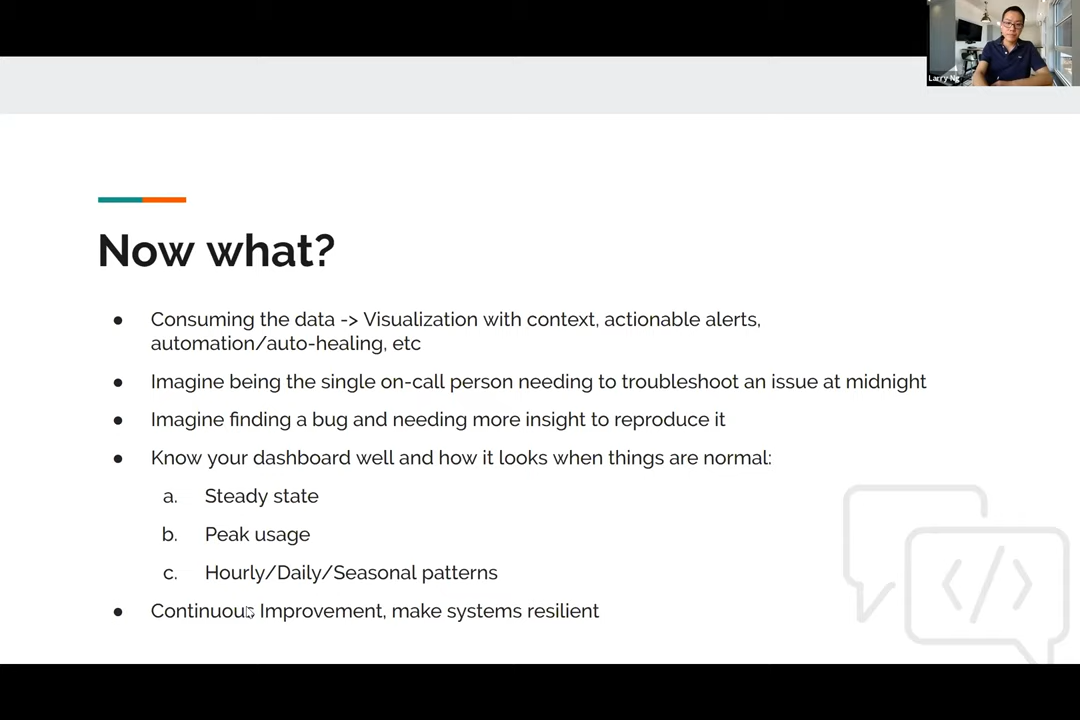 Larry Ng
Now what?
● Consuming the data -> Visualization with context, actionable alerts,
automation/auto-healing, etc
● Imagine being the single on-call person needing to troubleshoot an issue at midnight
● Imagine finding a bug and needing more insight to reproduce it
● Know your dashboard well and how it looks when things are normal:
a. Steady state
b. Peak usage
c. Hourly/Daily/Seasonal patterns
● Continuous Improvement, make systems resilient